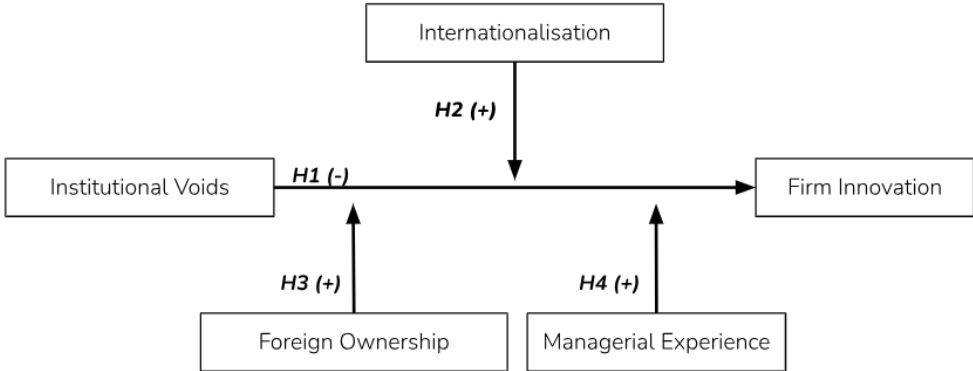 Internationalisation
H2 (+)
Institutional Voids
H1 (-)
Firm Innovation
H3 (+)
H4 (+)
Foreign Ownership
Managerial Experience